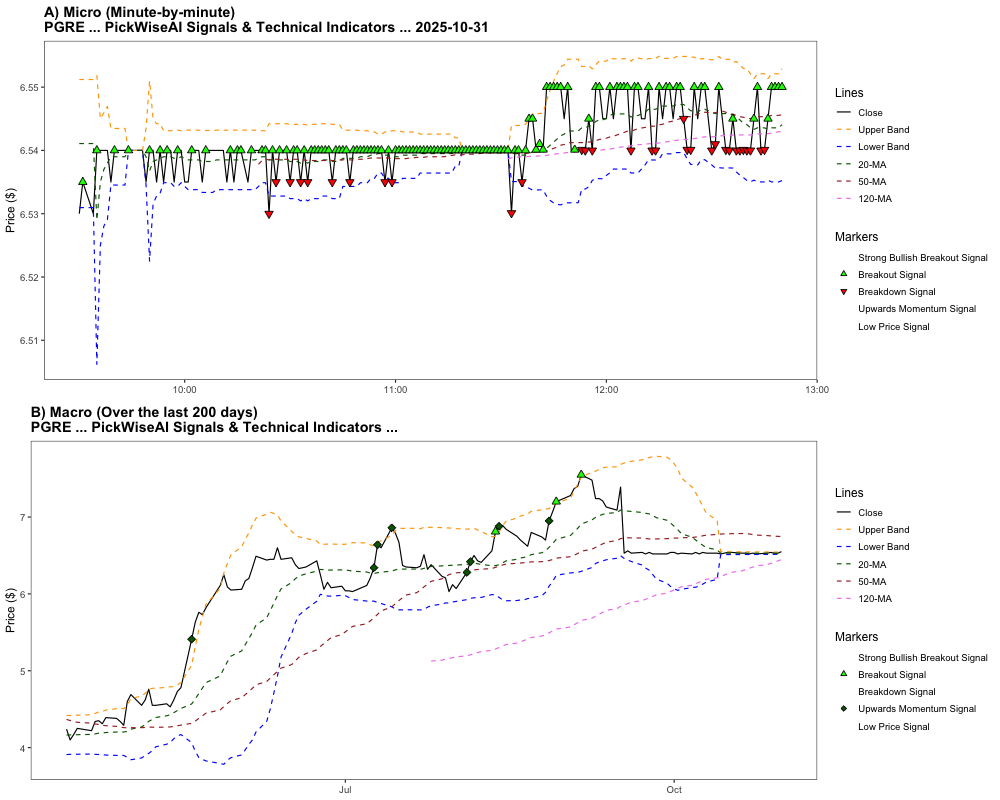 A) Micro (Minute-by-minute)
PGRE ... PickWiseAI Signals & Technical Indicators ... 2025-10-31
Price ($)
6.55
6.54
6.53
6.52
6.51
10:00
11:00
12:00
13:00
Lines
Close
Upper Band
Lower Band
20-MA
50-MA
120-MA
Markers
Strong Bullish Breakout Signal
Breakout Signal
Breakdown Signal
Upwards Momentum Signal
Low Price Signal
B) Macro (Over the last 200 days)
PGRE ... PickWiseAI Signals & Technical Indicators ...
Price ($)
7
6
5
4
Jul
Oct
Lines
Close
Upper Band
Lower Band
20-MA
50-MA
120-MA
Markers
Strong Bullish Breakout Signal
Breakout Signal
Breakdown Signal
Upwards Momentum Signal
Low Price Signal